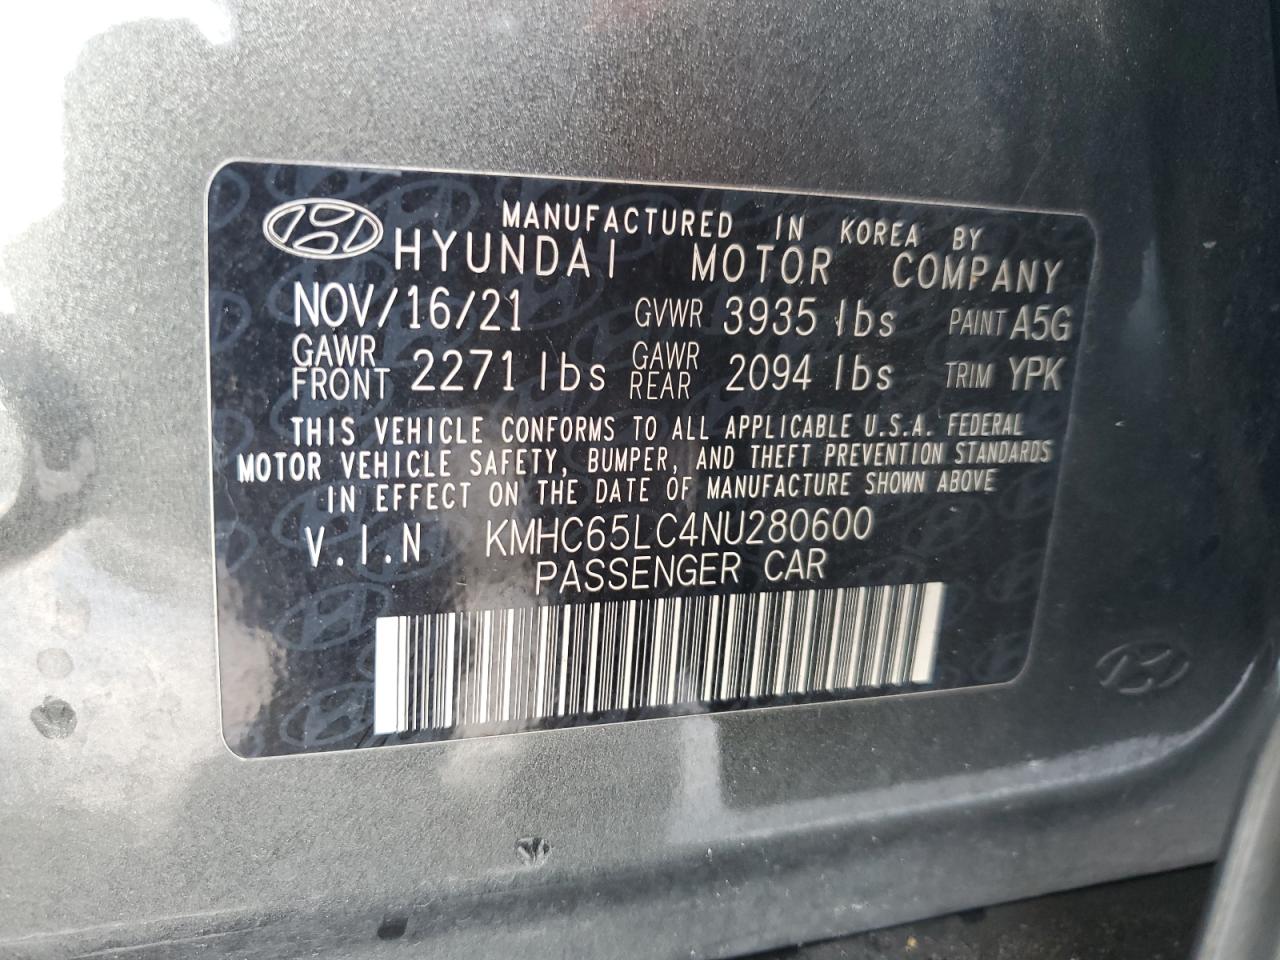 MANUFACTURED IN KOREA BY
HYUNDAI MOTOR COMPANY
NOV/16/21 GVWR 3935 lbs PAINT A5G
GAWR FRONT 2271 lbs GAWR REAR 2094 lbs TRIM YPK
THIS VEHICLE CONFORMS TO ALL APPLICABLE U.S.A. FEDERAL
MOTOR VEHICLE SAFETY, BUMPER, AND THEFT PREVENTION STANDARDS
IN EFFECT ON THE DATE OF MANUFACTURE SHOWN ABOVE
V.I.N KMHC65LC4NU280600
PASSENGER CAR